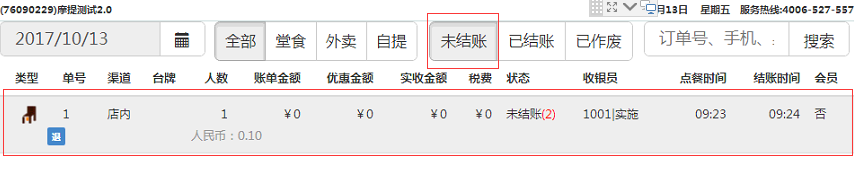 (76090229)摩提测试2.0 月13日 星期五 服务热线:4006-527-557
2017/10/13 全部 堂食 外卖 自提 未结账 已结账 已作废 订单号、手机、 搜索
类型 单号 渠道 台牌 人数 账单金额 优惠金额 实收金额 税费 状态 收银员 点餐时间 结账时间 会员
1 店内 1 ¥0 ¥0 ¥0 ¥0 未结账(2) 1001|实施 09:23 09:24 否
退 人民币：0.10